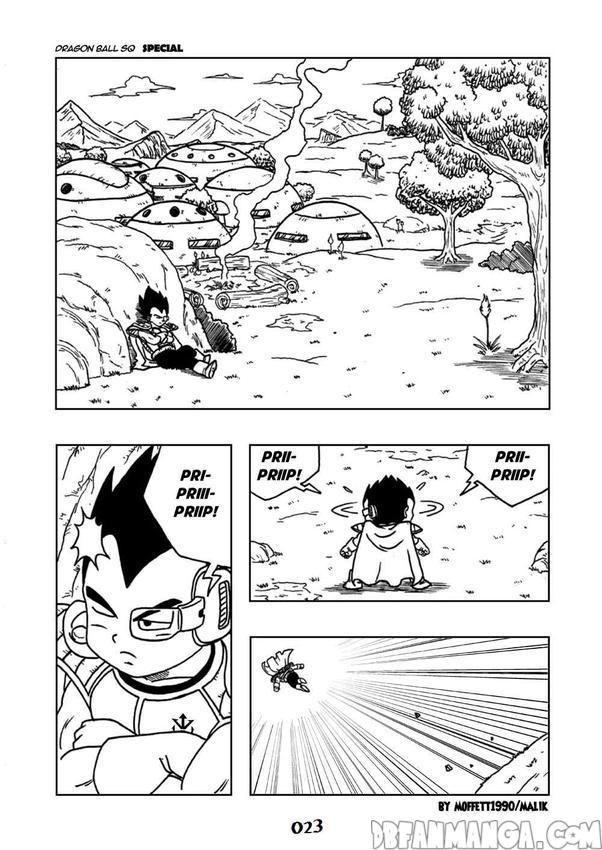 DRAGON BALL SQ SPECIAL
PRI-
PRIII-
PRIIP!
PRII-
PRIIP!
PRII-
PRIIP!
BY MOFFETT1990/MALIK
023
DBFANMANGA.COM